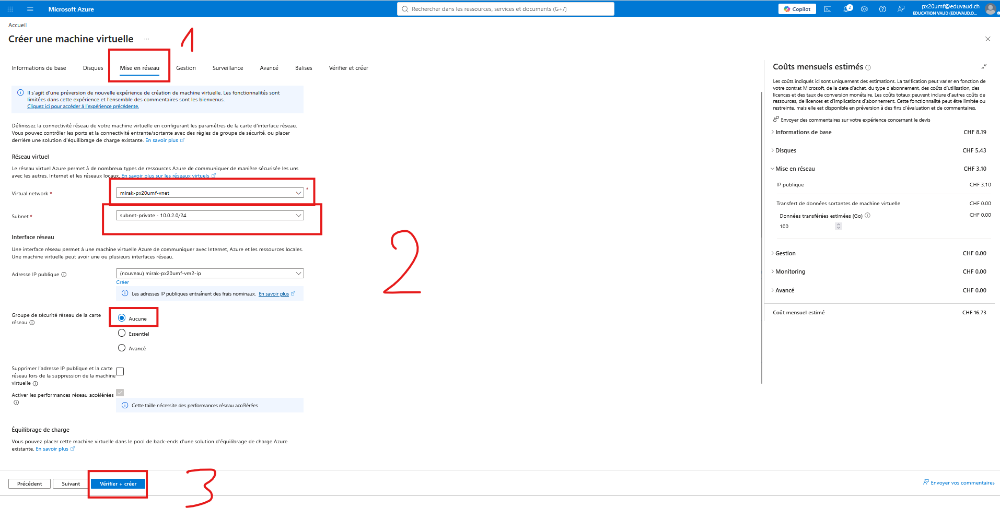 Microsoft Azure
Rechercher dans les ressources, services et documents (G+/)
Copilot
2
px20umf@eduvaud.ch
EDUCATION VAUD (EDUVAUD.O...
Accueil
Créer une machine virtuelle ...
1
Informations de base
Disques
Mise en réseau
Gestion
Surveillance
Avancé
Balises
Vérifier et créer
Il s'agit d'une préversion de nouvelle expérience de création de machine virtuelle. Les fonctionnalités sont
limitées dans cette expérience et l'ensemble des commentaires sont les bienvenus.
Cliquez ici pour accéder à l'expérience précédente.
Définissez la connectivité réseau de votre machine virtuelle en configurant les paramètres de la carte d'interface réseau.
Vous pouvez contrôler les ports et la connectivité entrante/sortante avec des règles de groupe de sécurité, ou placer
derrière une solution d'équilibrage de charge existante. En savoir plus
Réseau virtuel
Le réseau virtuel Azure permet à de nombreux types de ressources Azure de communiquer de manière sécurisée les uns
avec les autres, Internet et les réseaux locaux. En savoir plus sur les réseaux virtuels
Virtual network *
mirak-px20umf-vnet
*
Subnet *
subnet-private - 10.0.2.0/24
2
Interface réseau
Une interface réseau permet à une machine virtuelle Azure de communiquer avec Internet, Azure et les ressources locales.
Une machine virtuelle peut avoir une ou plusieurs interfaces réseau.
Adresse IP publique
(nouveau) mirak-px20umf-vm2-ip
Créer
Les adresses IP publiques entraînent des frais nominaux. En savoir plus
Groupe de sécurité réseau de la carte
réseau
Aucune
Essentiel
Avancé
Supprimer l'adresse IP publique et la carte
réseau lors de la suppression de la machine
virtuelle
Activer les performances réseau accélérées
Cette taille nécessite des performances réseau accélérées
Équilibrage de charge
Vous pouvez placer cette machine virtuelle dans le pool de back-ends d'une solution d'équilibrage de charge Azure
existante. En savoir plus
Précédent
Suivant
Vérifier + créer
3
Envoyer vos commentaires
Coûts mensuels estimés
Les coûts indiqués ici sont uniquement des estimations. La tarification peut varier en fonction de
votre contrat Microsoft, de la date d'achat, du type d'abonnement, des coûts d'utilisation, des
licences et des taux de conversion monétaire. Les coûts totaux peuvent inclure d'autres coûts de
ressources, de licences et d'implications d'abonnement. Cette fonctionnalité peut être limitée ou
restreinte, mais elle est disponible en préversion à des fins d'évaluation et de commentaires.
Envoyer des commentaires sur votre expérience concernant le devis
Informations de base CHF 8.19
Disques CHF 5.43
Mise en réseau CHF 3.10
IP publique CHF 3.10
Transfert de données sortantes de machine virtuelle CHF 0.00
Données transférées estimées (Go) CHF 0.00
100
Gestion CHF 0.00
Monitoring CHF 0.00
Avancé CHF 0.00
Coût mensuel estimé CHF 16.73